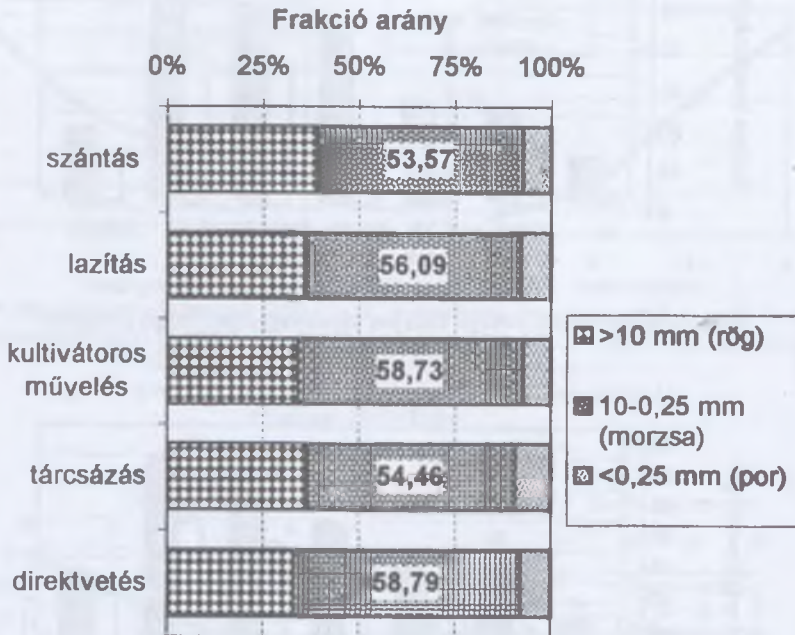 Frakció arány
0% 25% 50% 75% 100%
szántás 53,57
lazítás 56,09
kultivátoros művelés 58,73
tárcsázás 54,46
direktvetés 58,79
>10 mm (rög)
10-0,25 mm
(morzsa)
<0,25 mm (por)